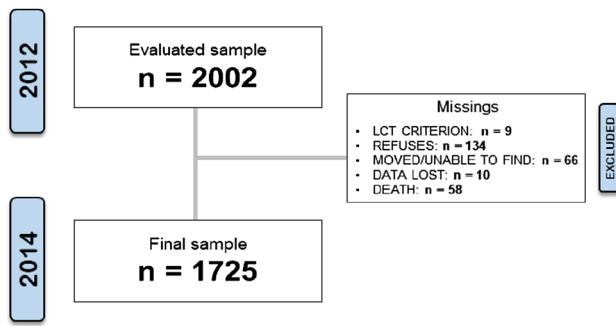 2012
Evaluated sample
n = 2002
Missings
• LCT CRITERION: n = 9
• REFUSES: n = 134
• MOVED/UNABLE TO FIND: n = 66
• DATA LOST: n = 10
• DEATH: n = 58
EXCLUDED
2014
Final sample
n = 1725